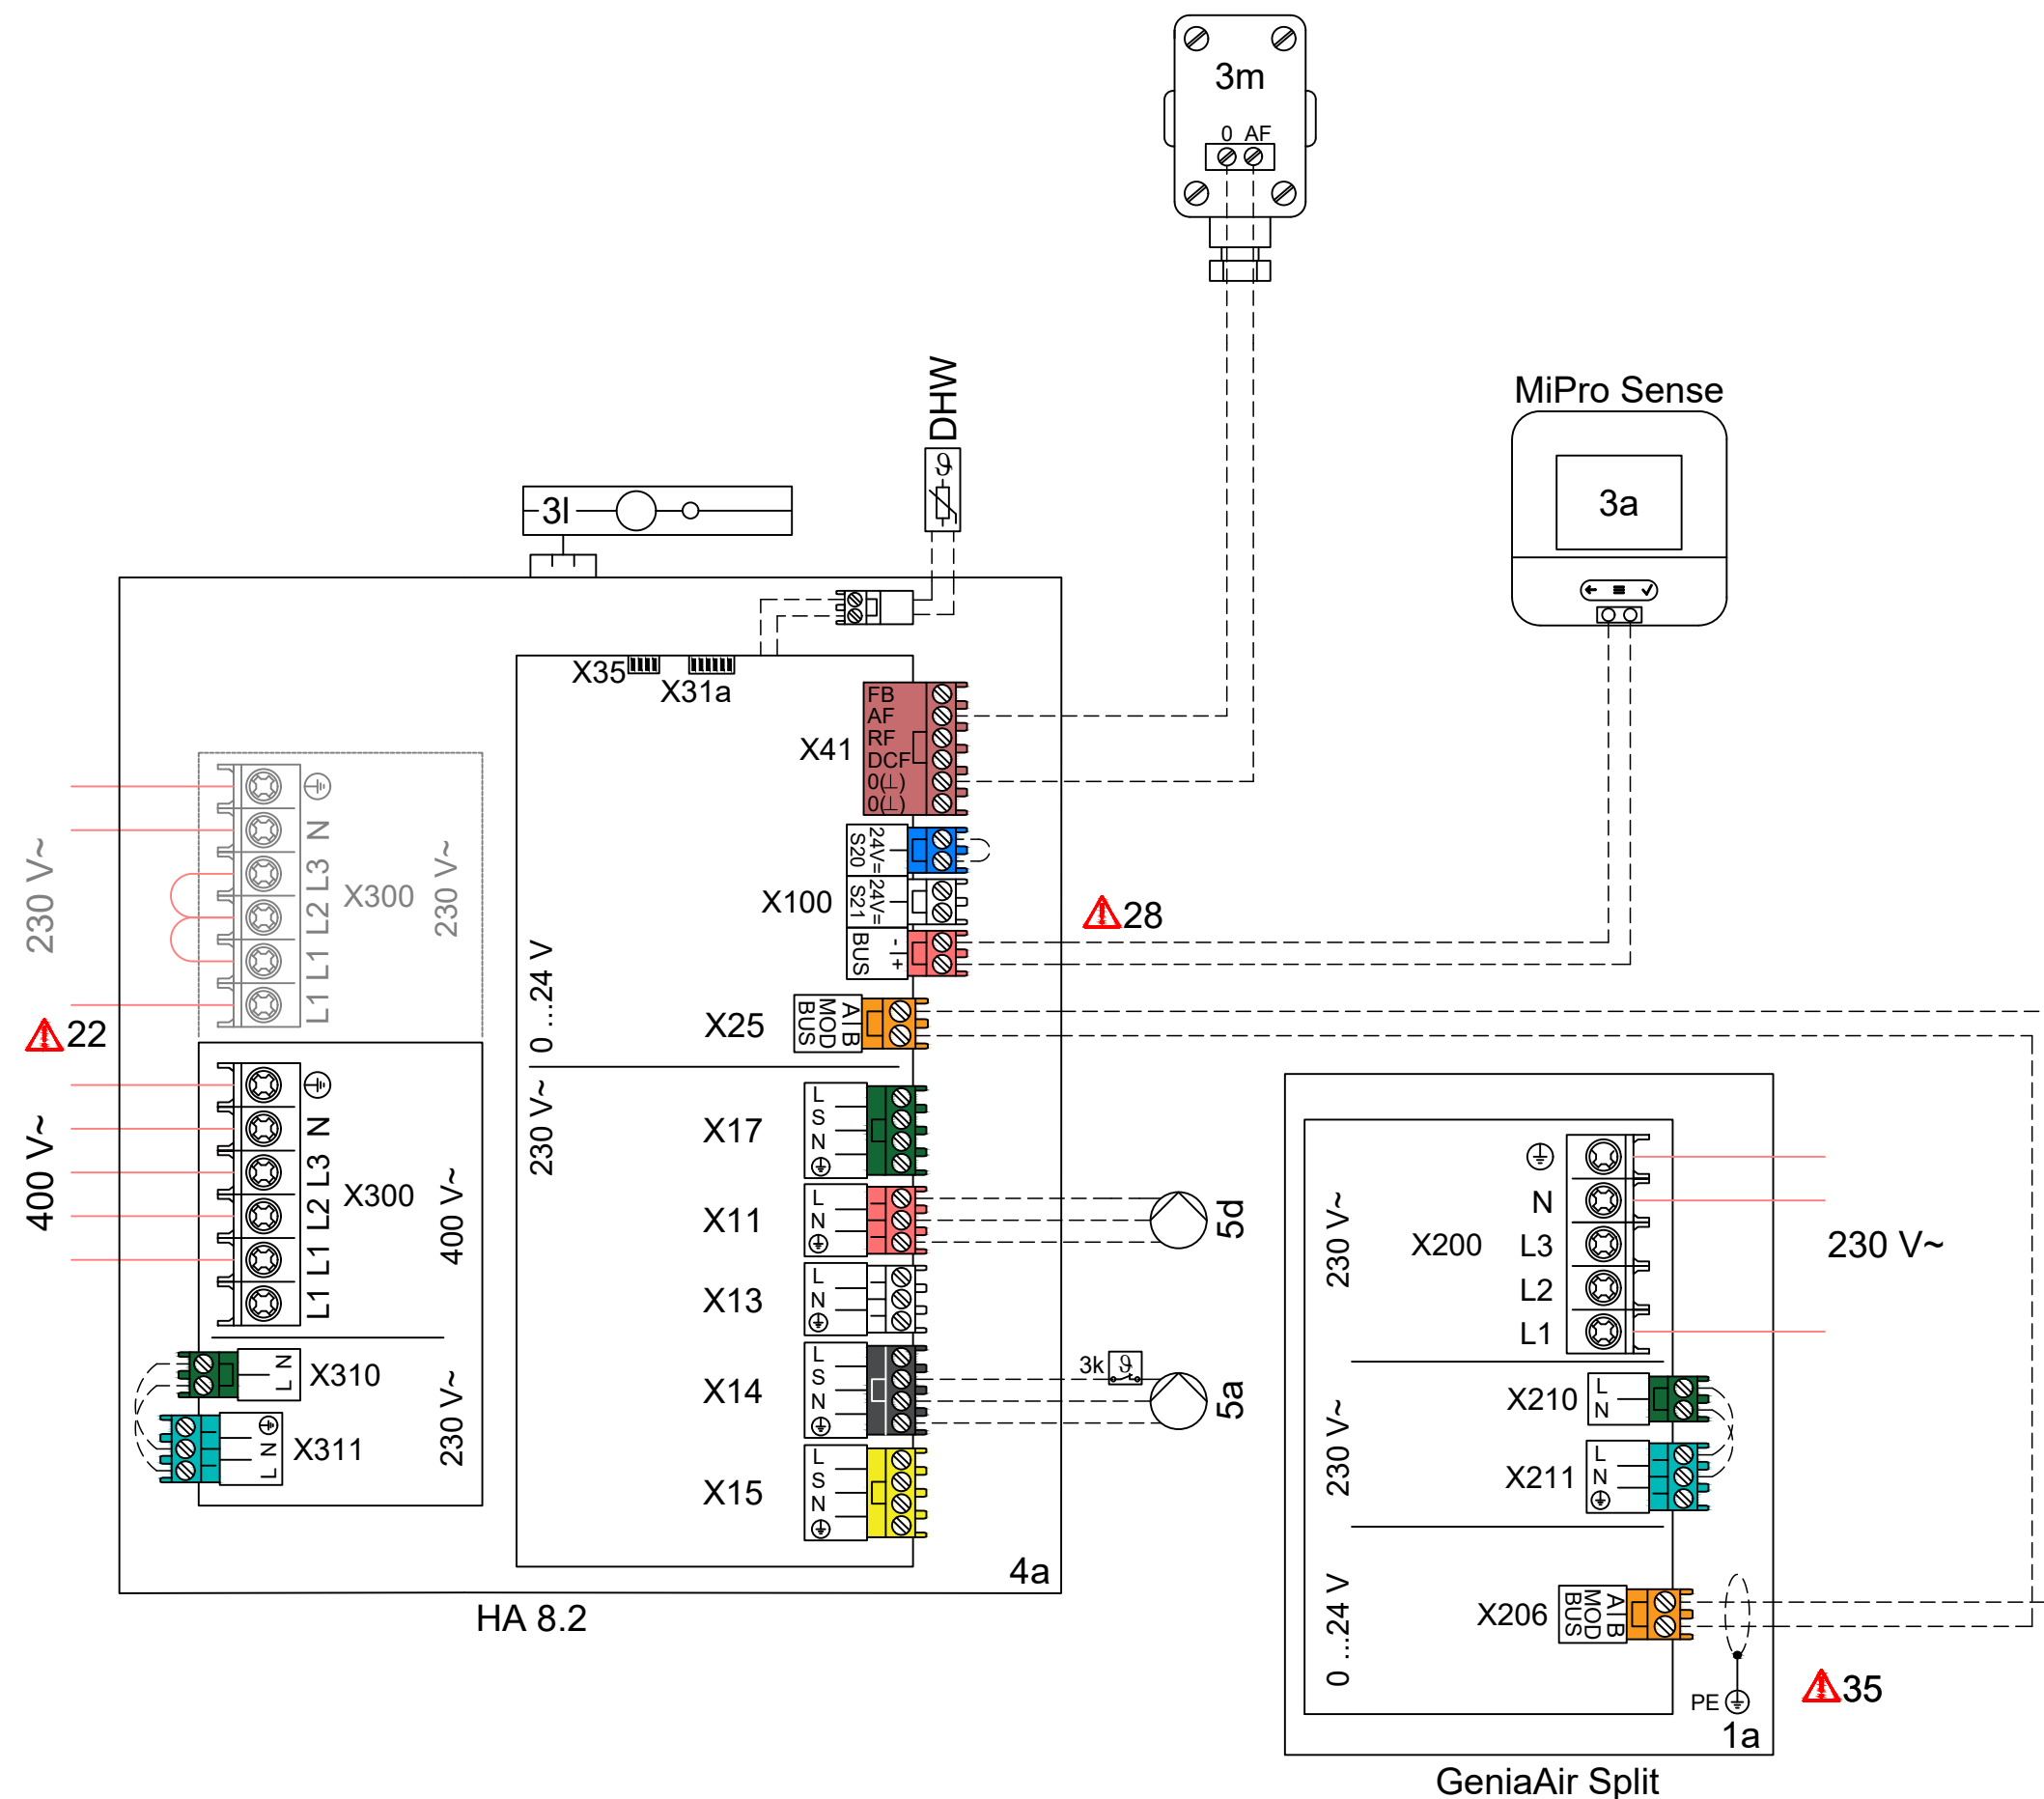 3m
0 AF
DHW
ϑ
MiPro Sense
3a
3l
X35
X31a
X41
FB
AF
RF
DCF
0(⊥)
0(⊥)
X100
24V=
S20
24V=
S21
BUS
- +
28
X25
A B
MOD
BUS
0 ...24 V
230 V~
X17
L
S
N
X11
L
N
5d
X13
L
N
X14
L
S
N
3k
ϑ
5a
X15
L
S
N
4a
HA 8.2
230 V~
N
L3
L2
L1
L1
X300
230 V~
22
400 V~
N
L3
L2
L1
L1
X300
400 V~
L N
X310
L N
X311
230 V~
230 V~
X200
N
L3
L2
L1
230 V~
230 V~
X210
L
N
X211
L
N
0 ...24 V
X206
A B
MOD
BUS
PE
35
1a
GeniaAir Split